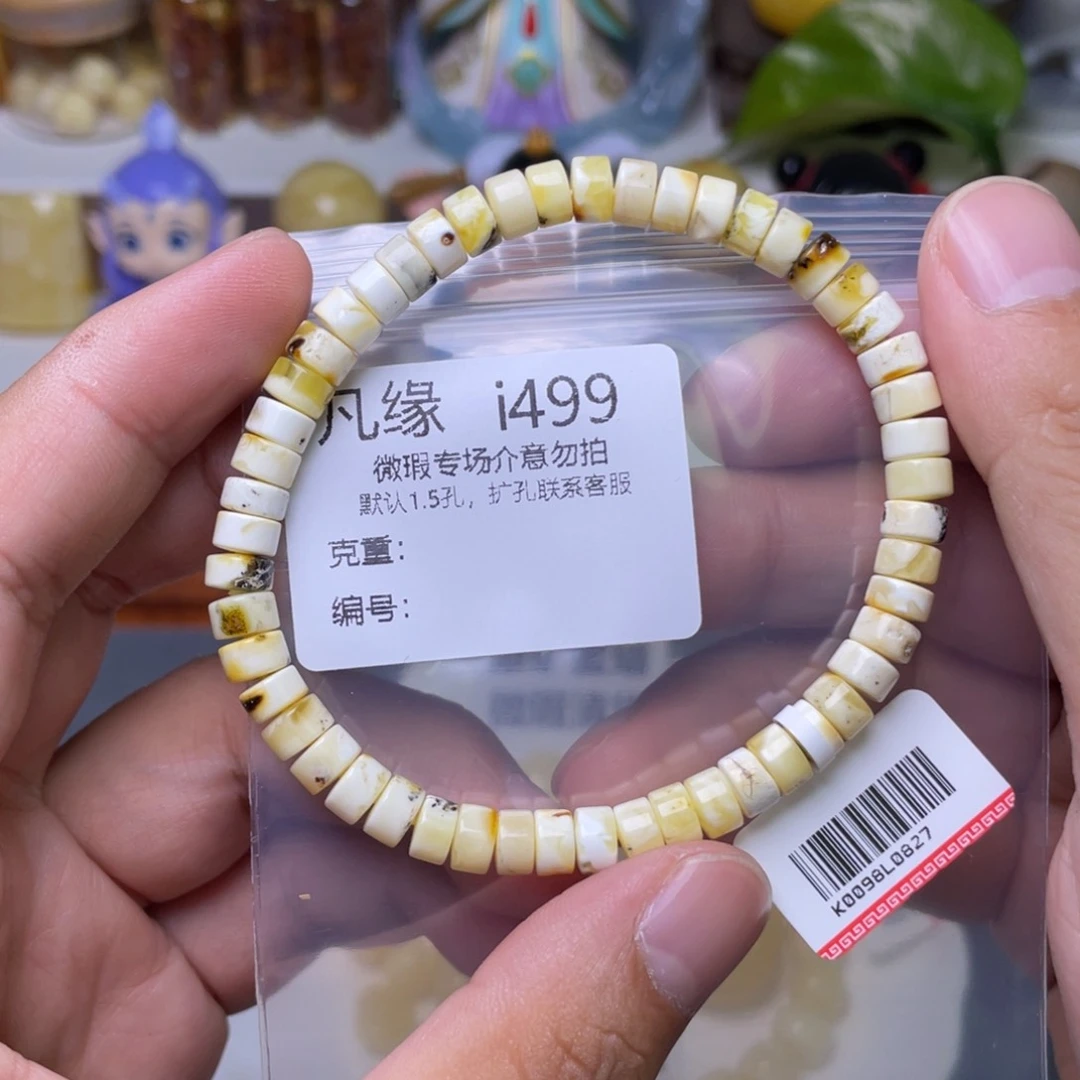 凡缘 i499
微瑕专场介意勿拍
默认1.5孔，扩孔联系客服
克重：
编号：
K0098L0827